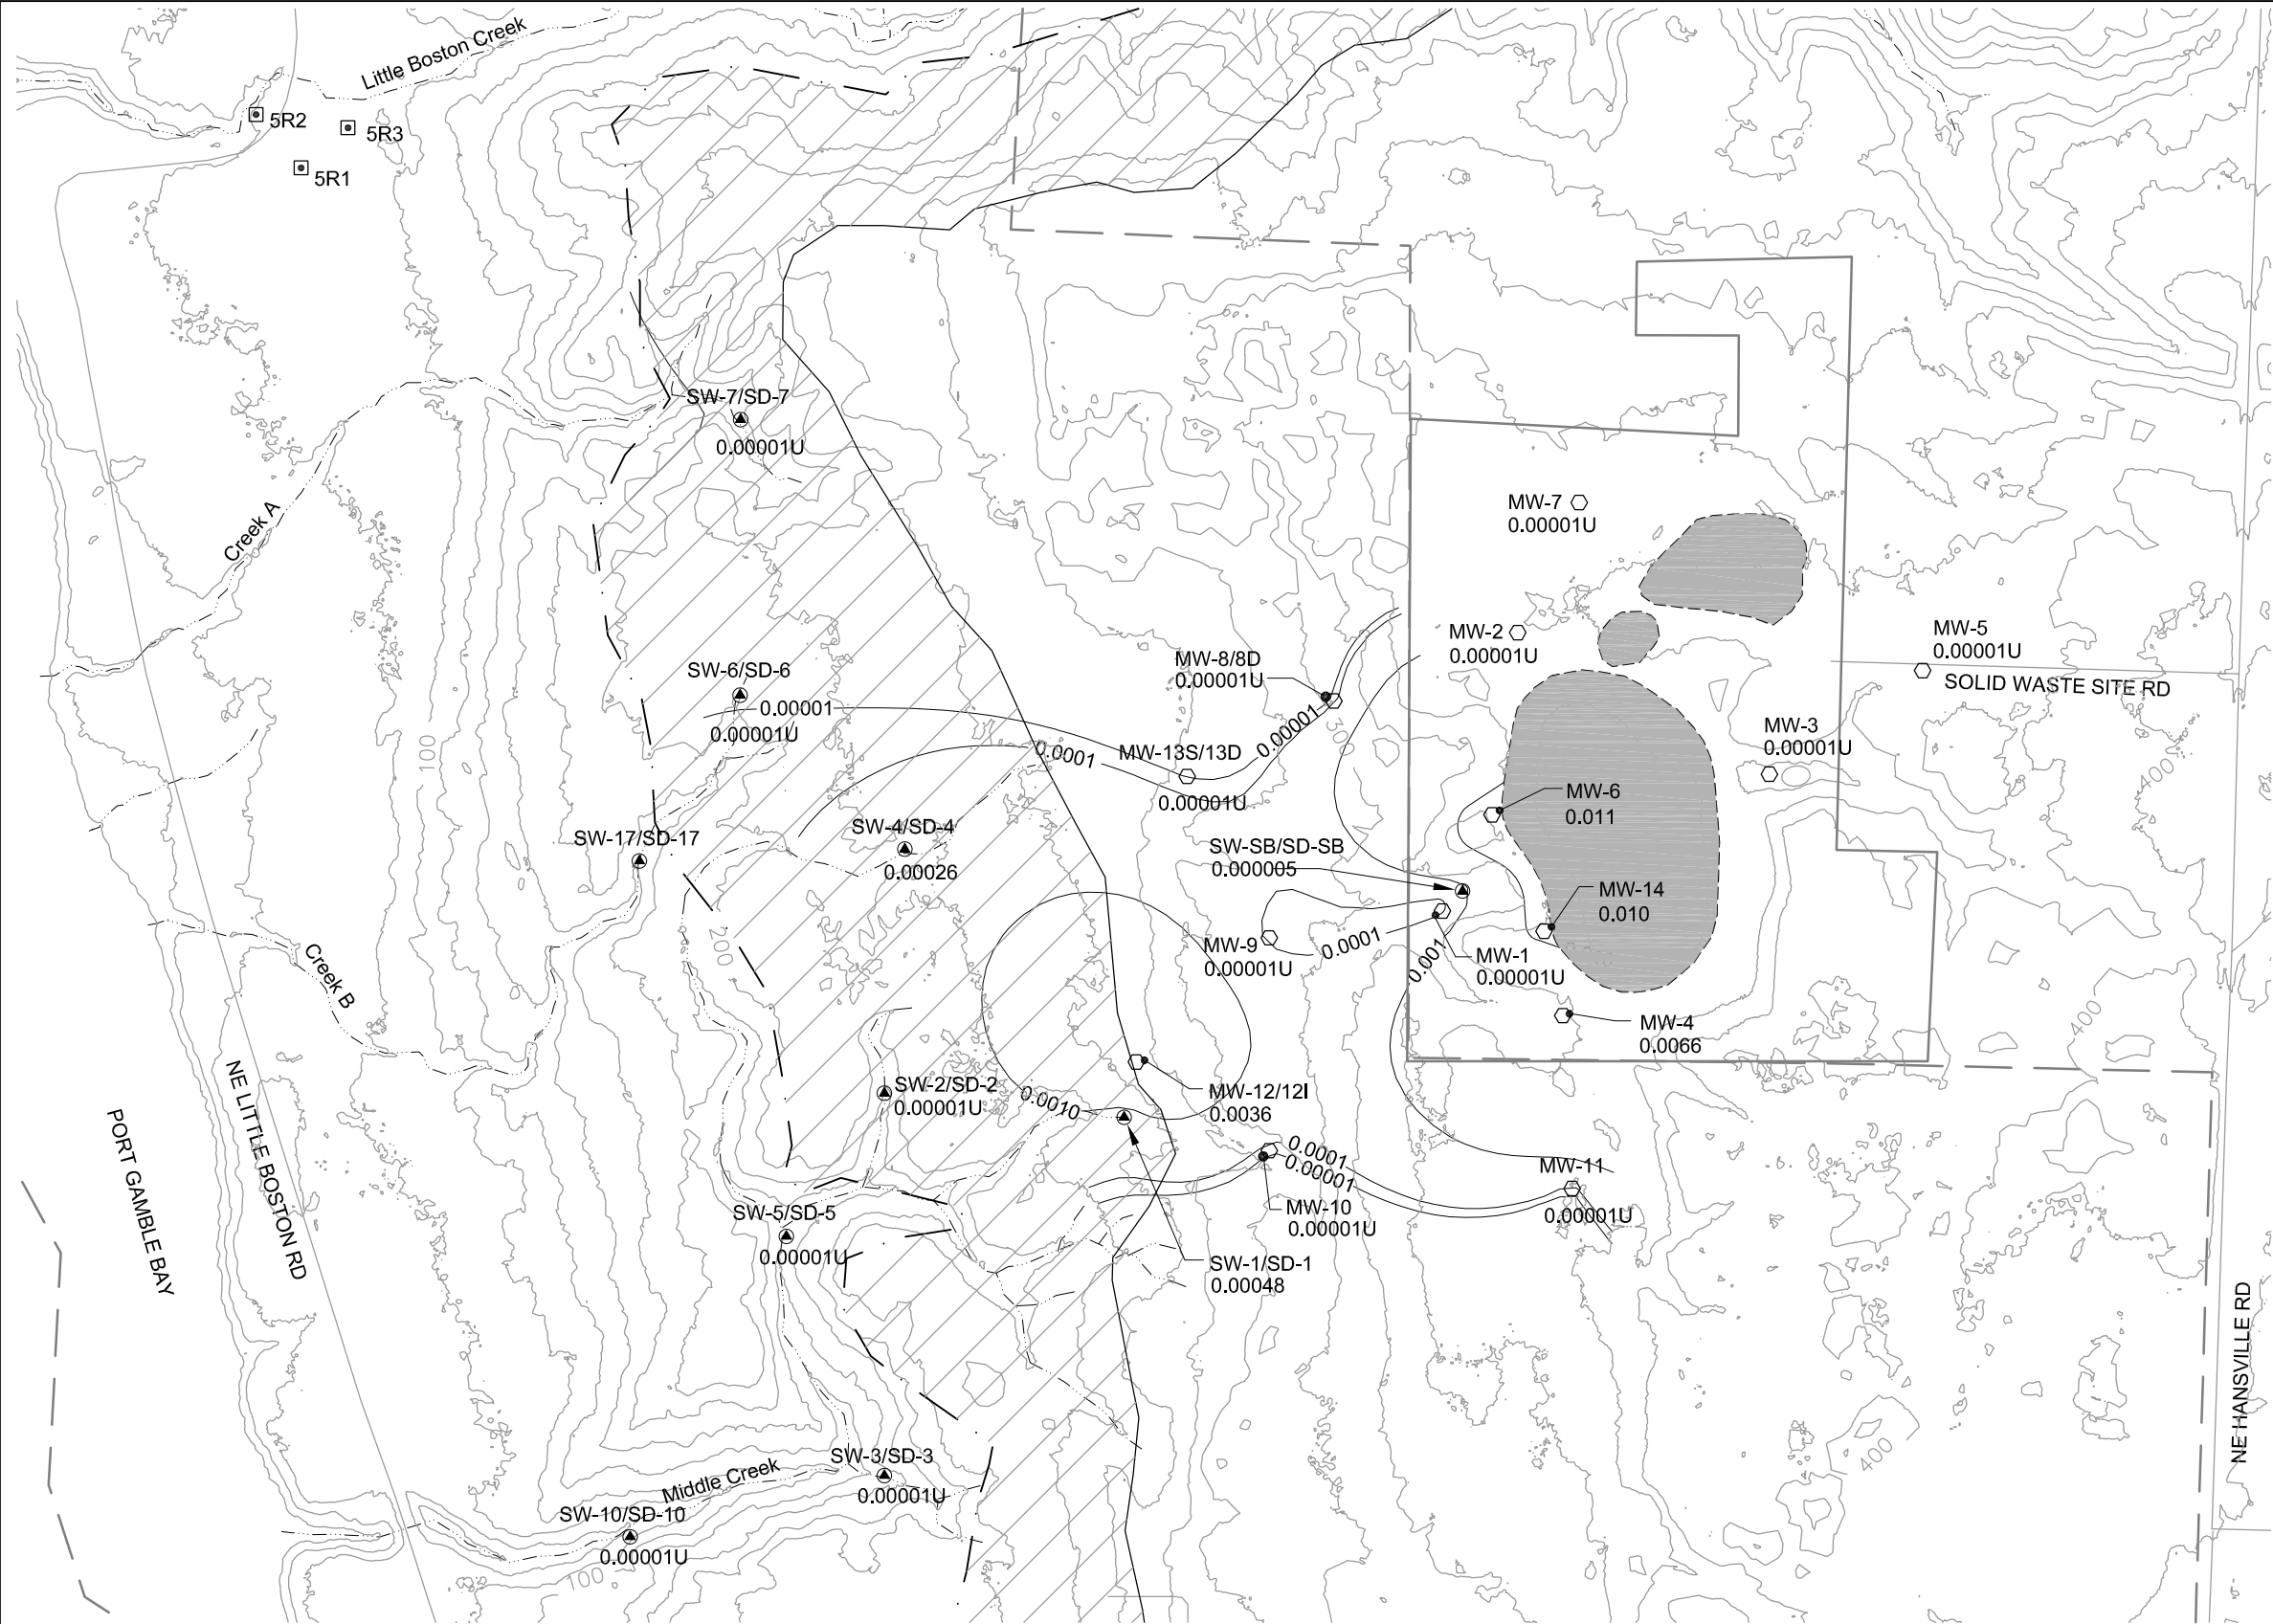 Little Boston Creek
5R2
5R3
5R1
SW-7/SD-7
0.00001U
Creek A
MW-7
0.00001U
MW-2
0.00001U
MW-5
0.00001U
SOLID WASTE SITE RD
MW-8/8D
0.00001U
SW-6/SD-6
0.00001
0.00001U
0.00001
300
MW-3
0.00001U
100
0.0001
MW-13S/13D
0.00001U
400
MW-6
0.011
SW-17/SD-17
SW-4/SD-4
0.00026
SW-SB/SD-SB
0.000005
MW-14
0.010
200
MW-9
0.00001U
0.0001
0.001
MW-1
0.00001U
Creek B
MW-4
0.0066
400
NE LITTLE BOSTON RD
PORT GAMBLE BAY
SW-2/SD-2
0.00001U
0.0010
MW-12/12I
0.0036
0.0001
0.00001
MW-11
0.00001U
MW-10
0.00001U
SW-5/SD-5
0.00001U
SW-1/SD-1
0.00048
NE HANSVILLE RD
400
SW-3/SD-3
0.00001U
Middle Creek
SW-10/SD-10
0.00001U
100